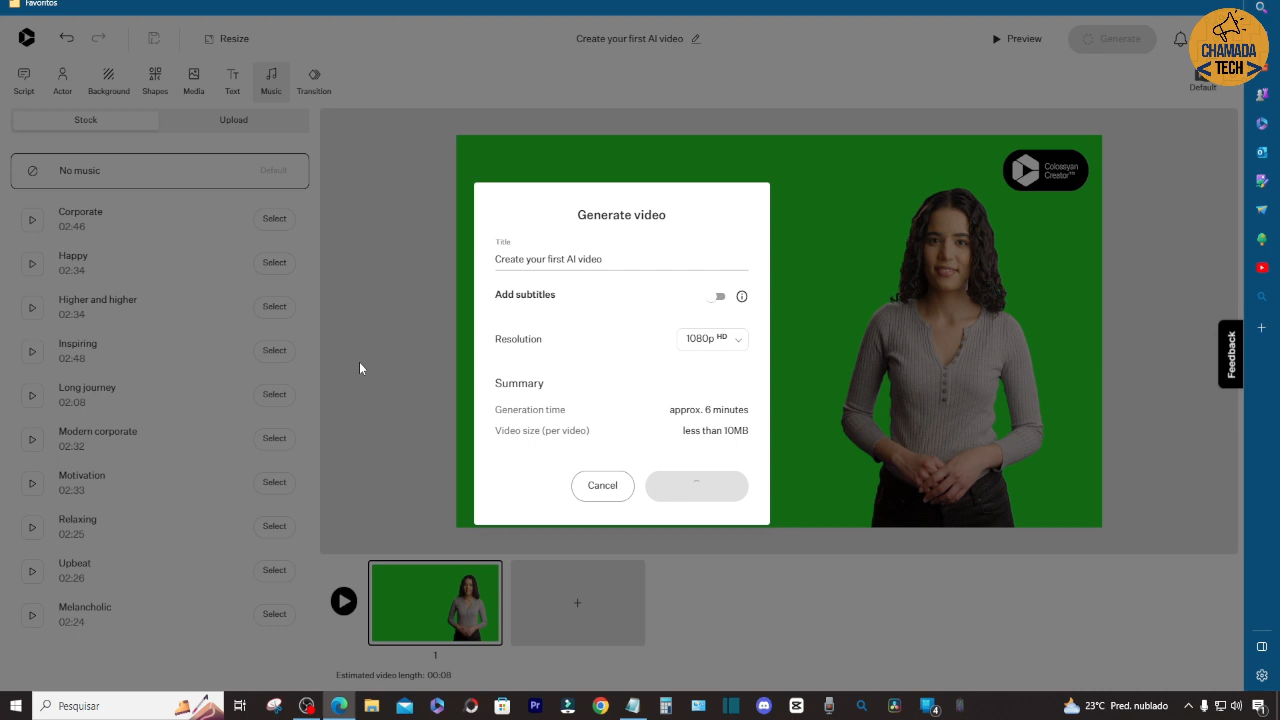 Favoritos
Resize
Create your first AI video
Preview
Generate
CHAMADA
< TECH >
Script
Actor
Background
Shapes
Media
Text
Music
Transition
Default
Stock
Upload
No music
Default
Corporate
02:46
Select
Happy
02:34
Select
Higher and higher
02:34
Select
Inspiring
02:48
Select
Long journey
02:08
Select
Modern corporate
02:32
Select
Motivation
02:33
Select
Relaxing
02:25
Select
Upbeat
02:26
Select
Melancholic
02:24
Select
Colossyan
Creator™
Generate video
Title
Create your first AI video
Add subtitles
Resolution
1080p HD
Summary
Generation time
approx. 6 minutes
Video size (per video)
less than 10MB
Cancel
Feedback
+
1
Estimated video length: 00:08
Pesquisar
Pr
4
23°C Pred. nublado